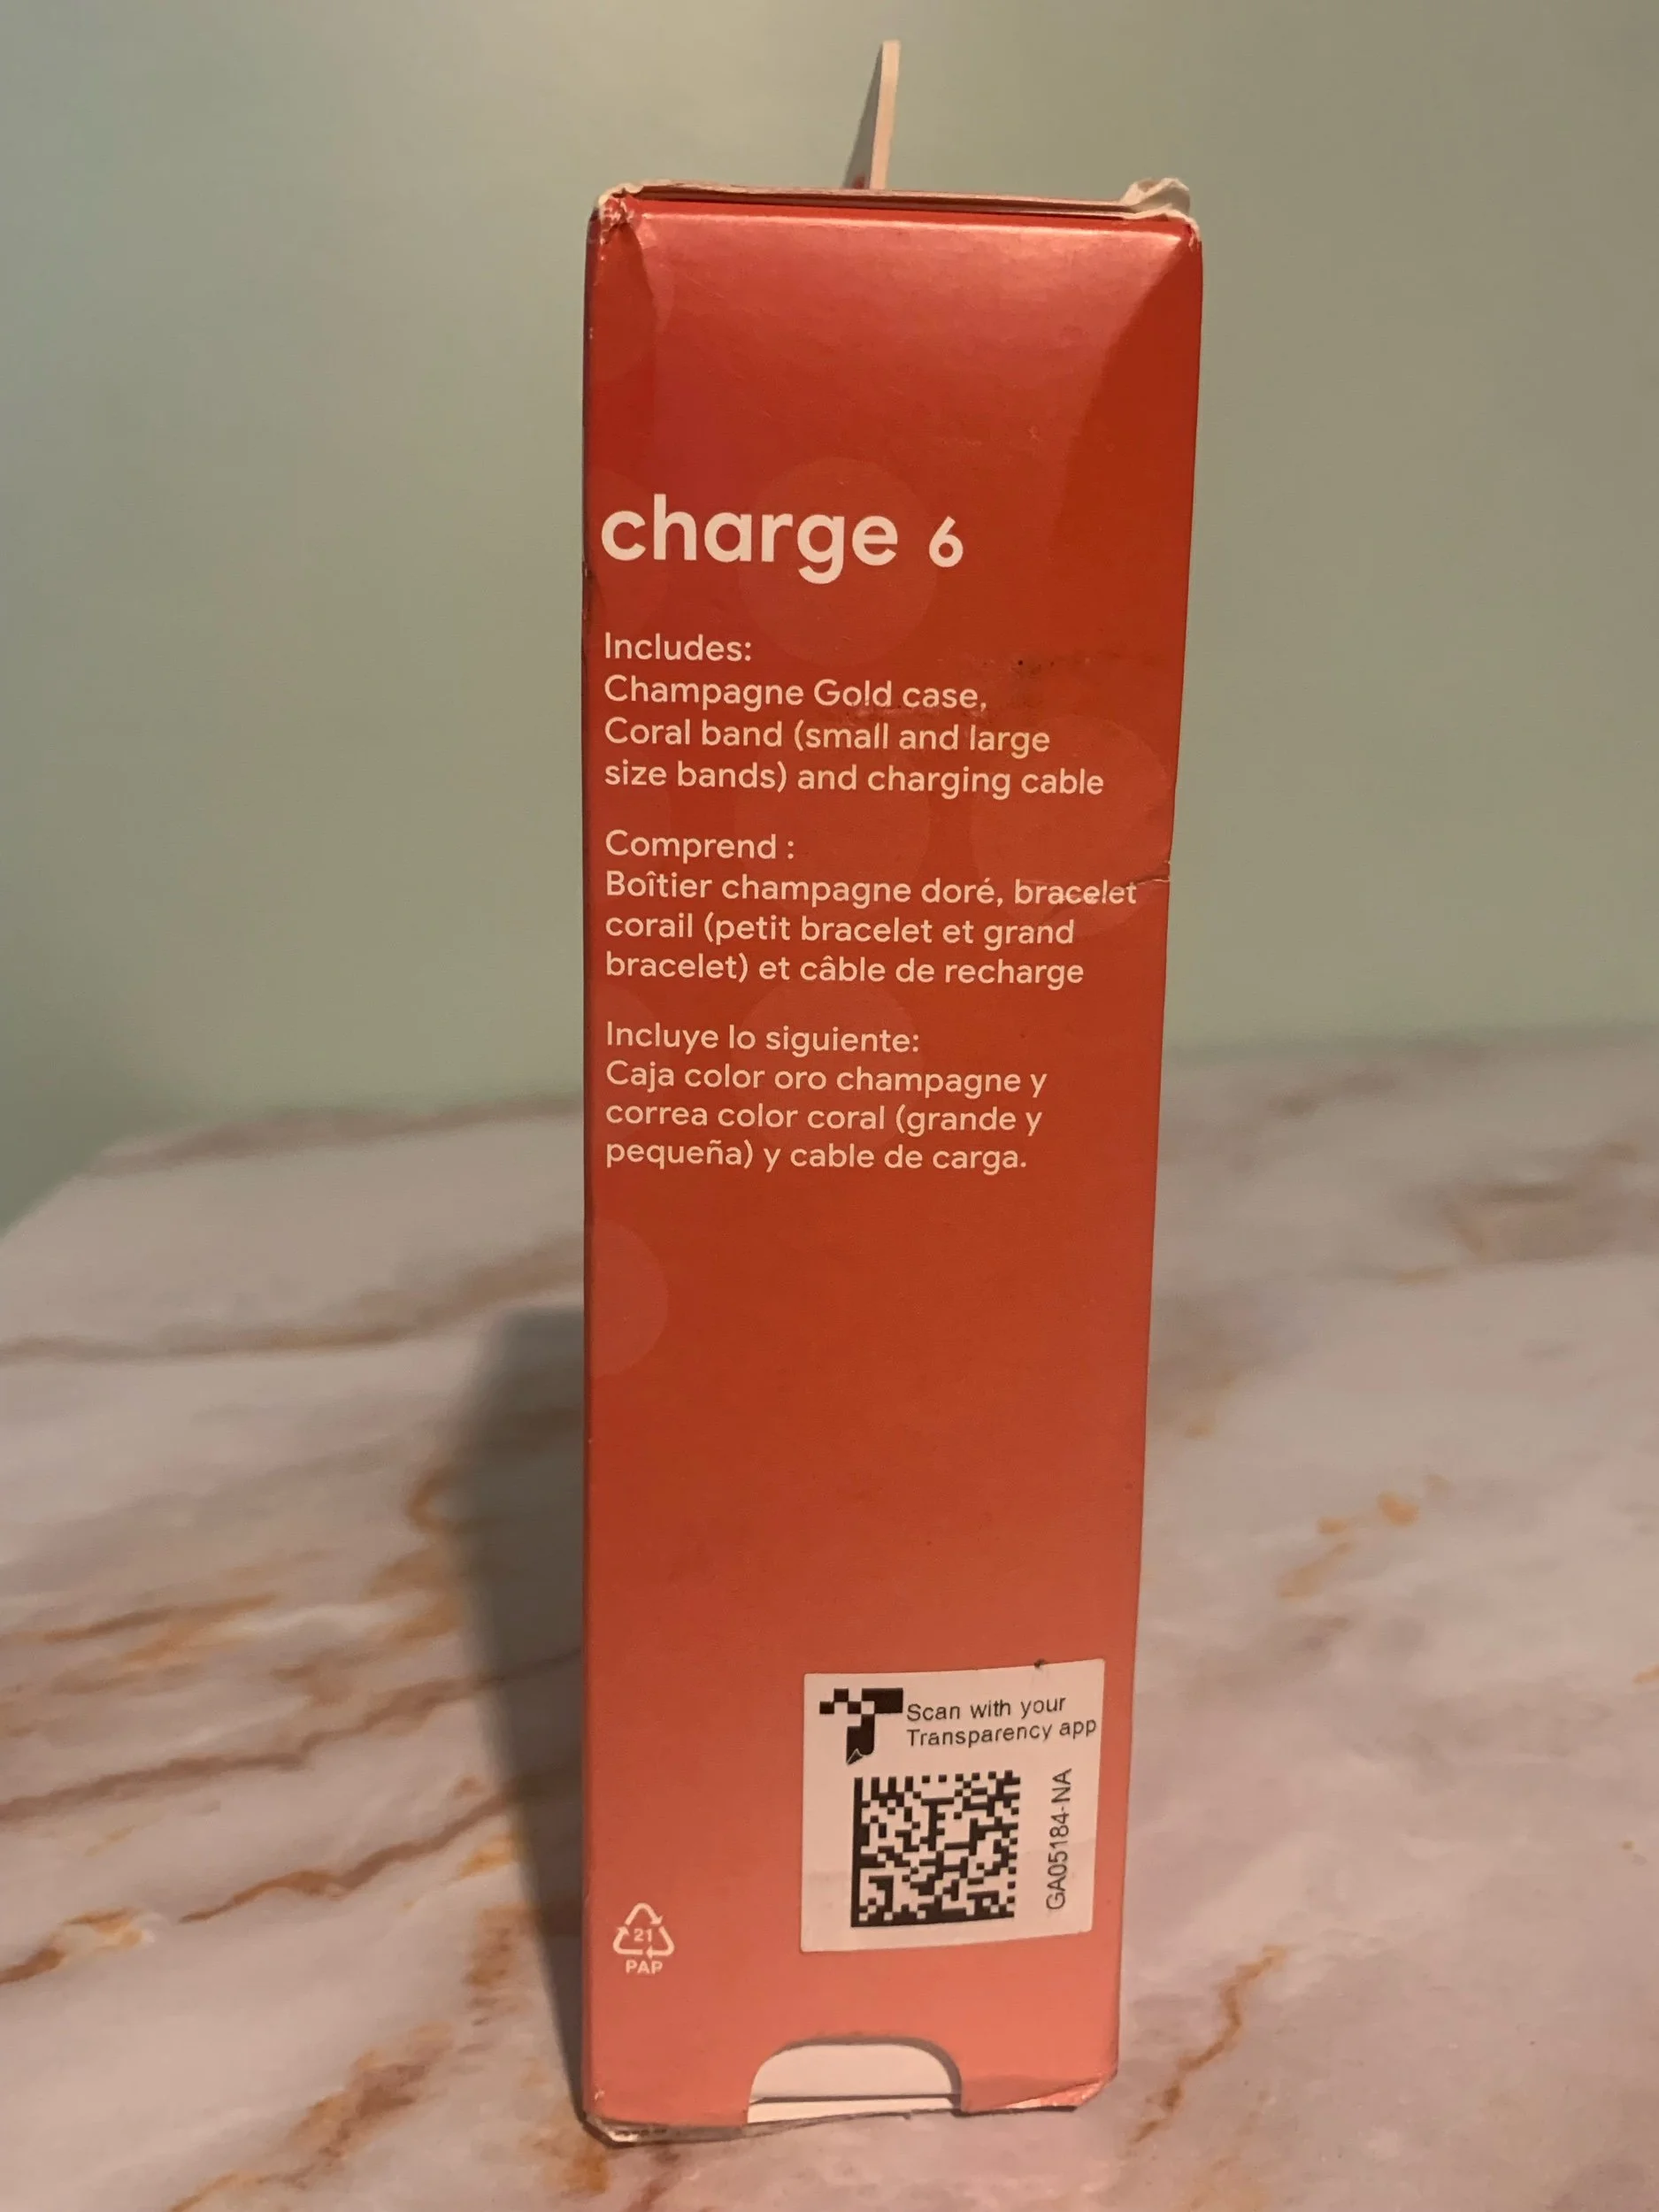 charge 6
Includes:
Champagne Gold case,
Coral band (small and large
size bands) and charging cable
Comprend :
Boîtier champagne doré, bracelet
corail (petit bracelet et grand
bracelet) et câble de recharge
Incluye lo siguiente:
Caja color oro champagne y
correa color coral (grande y
pequeña) y cable de carga.
Scan with your
Transparency app
GA05184-NA
21
PAP